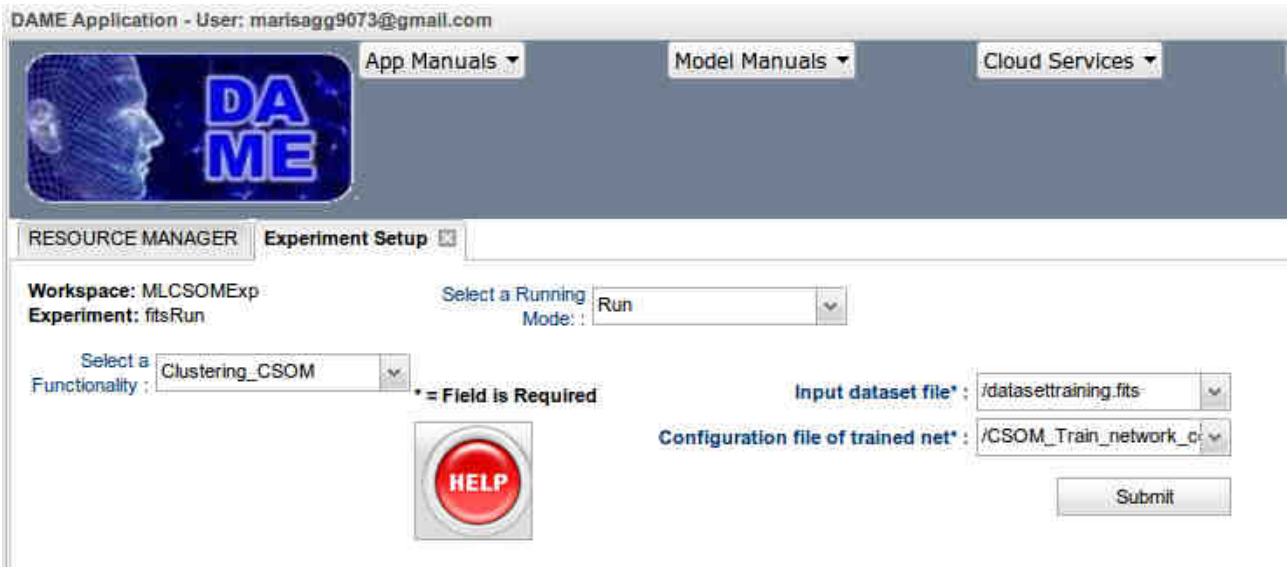 DAME Application - User: marisagg9073@gmail.com
App Manuals
Model Manuals
Cloud Services
DA
ME
RESOURCE MANAGER
Experiment Setup
Workspace: MLCSOMExp
Experiment: fitsRun
Select a Running
Mode: :
Run
Select a
Functionality :
Clustering_CSOM
* = Field is Required
HELP
Input dataset file* : /datasettraining.fits
Configuration file of trained net* : /CSOM_Train_network_c
Submit